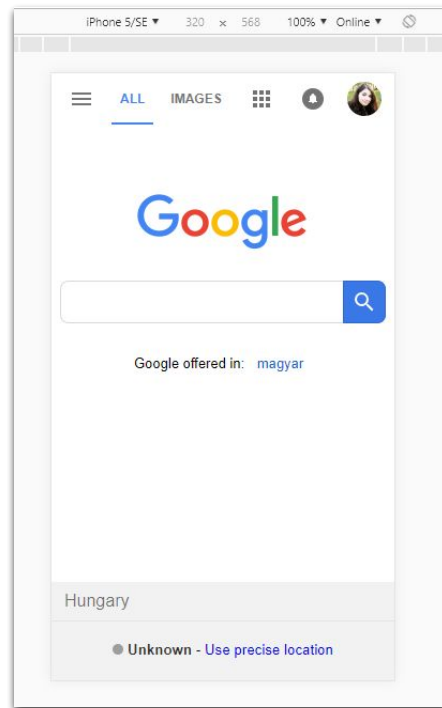 iPhone 5/SE ▼ 320 x 568 100% ▼ Online ▼
ALL IMAGES
Google
Google offered in: magyar
Hungary
Unknown - Use precise location